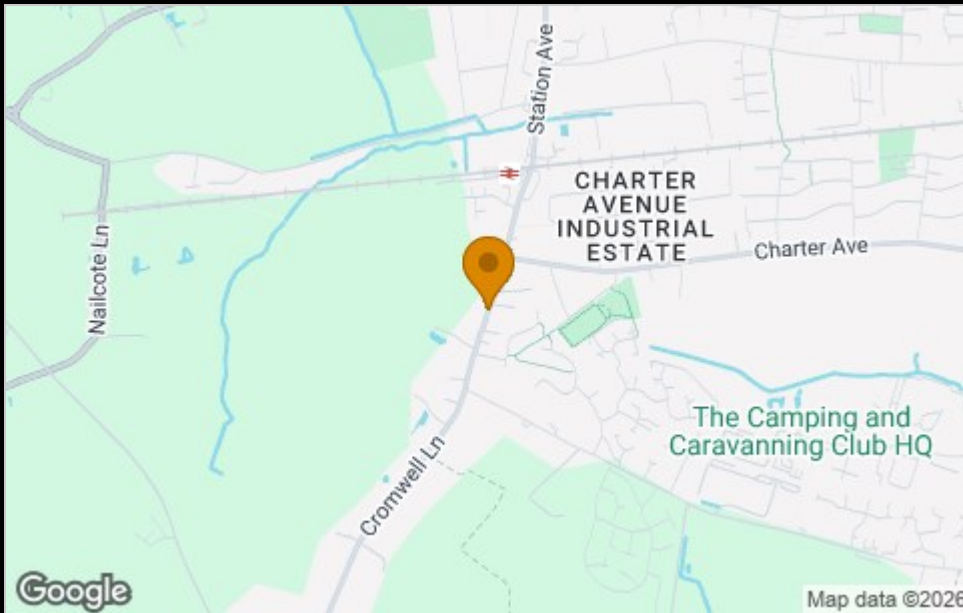 Station Ave
CHARTER
AVENUE
INDUSTRIAL
ESTATE
Charter Ave
Nailcote Ln
The Camping and
Caravanning Club HQ
Cromwell Ln
Google
Map data ©2026